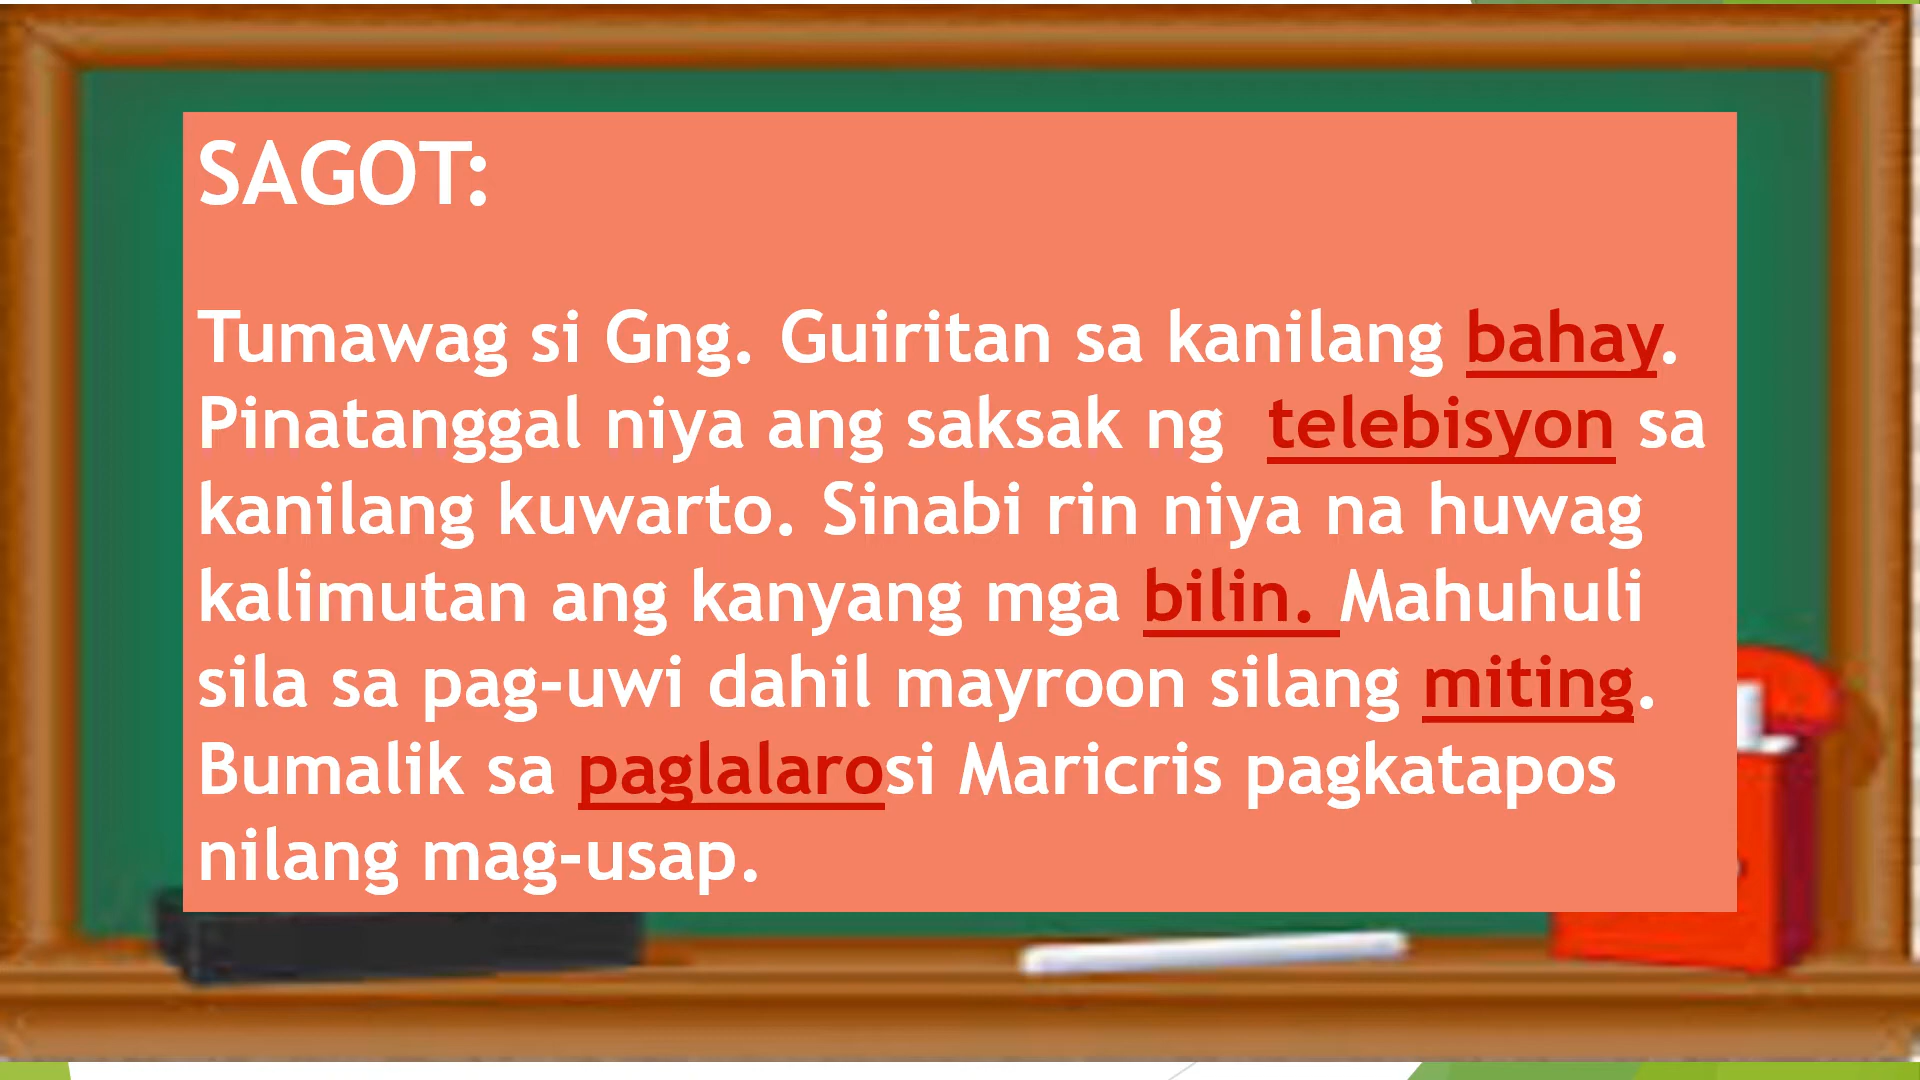 SAGOT:
Tumawag si Gng. Guiritan sa kanilang bahay.
Pinatanggal niya ang saksak ng  telebisyon sa
kanilang kuwarto. Sinabi rin niya na huwag
kalimutan ang kanyang mga bilin. Mahuhuli
sila sa pag-uwi dahil mayroon silang miting.
Bumalik sa paglalarosi Maricris pagkatapos
nilang mag-usap.